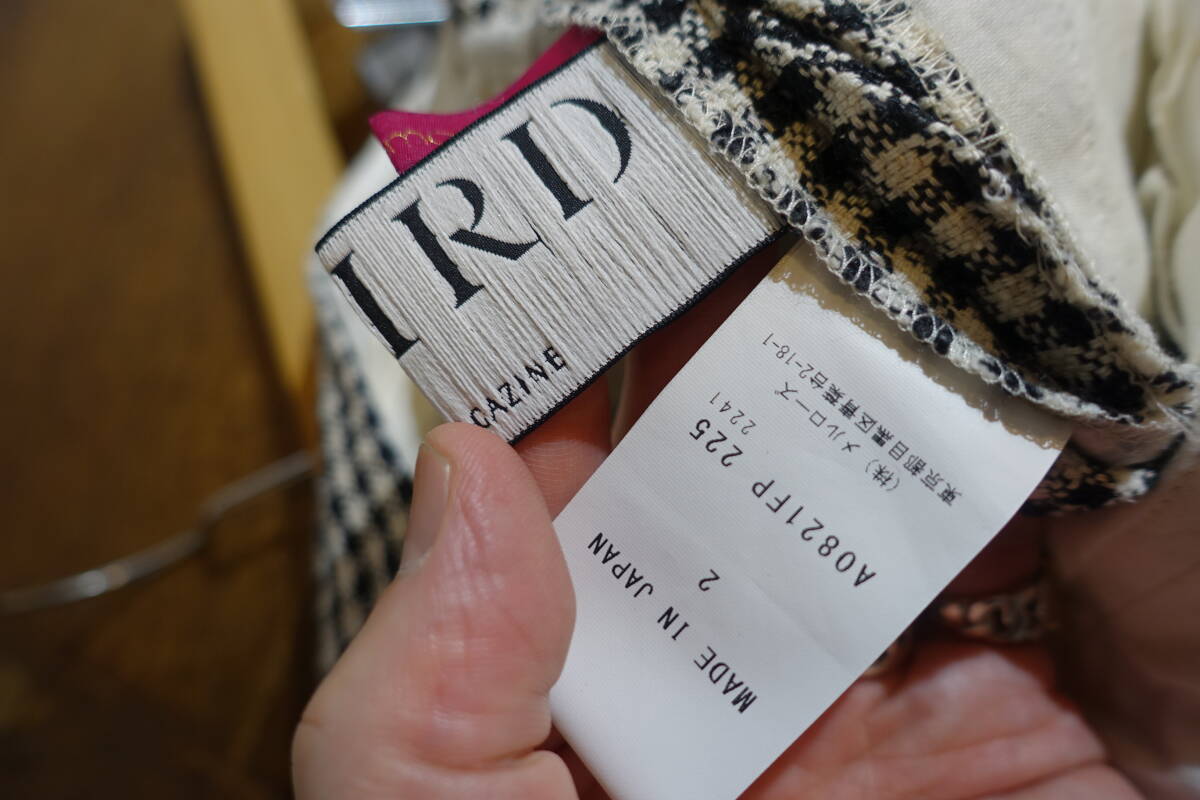 IRD
GAZINE
MADE IN JAPAN
2
A0821FP 225
2241
(株) メルローズ
東京都目黒区青葉台2-18-1